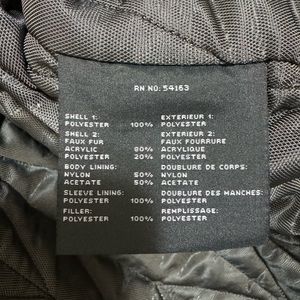 RN NO: 54163
SHELL 1: EXTERIEUR 1:
POLYESTER 100% POLYESTER
SHELL 2: EXTERIEUR 2:
FAUX FUR FAUX FOURRURE
ACRYLIC 80% ACRYLIQUE
POLYESTER 20% POLYESTER
BODY LINING: DOUBLURE DE CORPS:
NYLON 50% NYLON
ACETATE 50% ACETATE
SLEEVE LINING: DOUBLURE DES MANCHES:
POLYESTER 100% POLYESTER
FILLER: REMPLISSAGE:
POLYESTER 100% POLYESTER